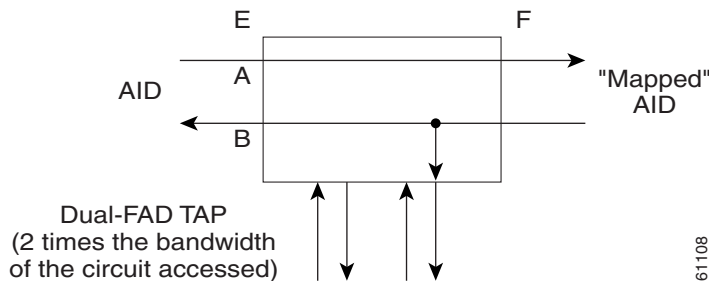 E
F
A
AID
"Mapped"
AID
B
Dual-FAD TAP
(2 times the bandwidth
of the circuit accessed)
61108